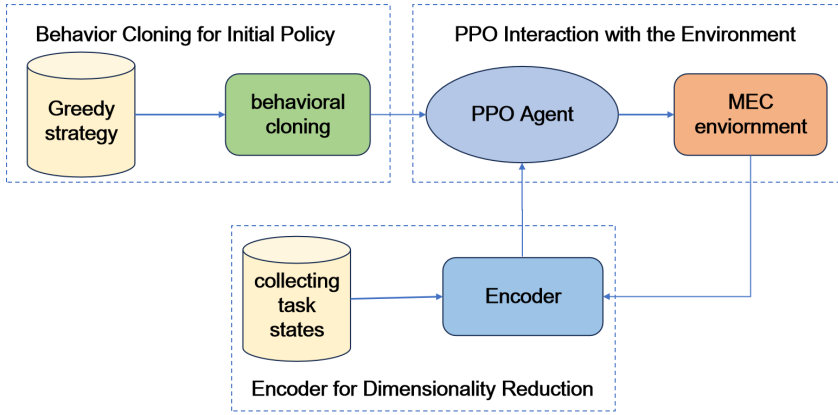 Behavior Cloning for Initial Policy
Greedy
strategy
behavioral
cloning
PPO Interaction with the Environment
PPO Agent
MEC
enviornment
collecting
task
states
Encoder
Encoder for Dimensionality Reduction